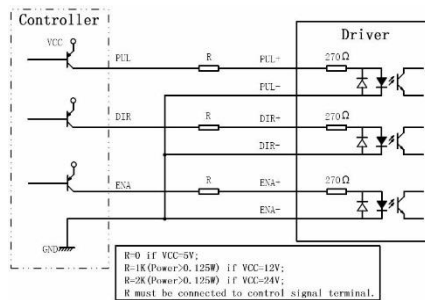 Controller
Driver
VCC
PUL
R
PUL+
270Ω
PUL-
DIR
R
DIR+
270Ω
DIR-
ENA
R
ENA+
270Ω
ENA-
GND
R=0 if VCC=5V;
R=1K(Power>0.125W) if VCC=12V;
R=2K(Power>0.125W) if VCC=24V;
R must be connected to control signal terminal.